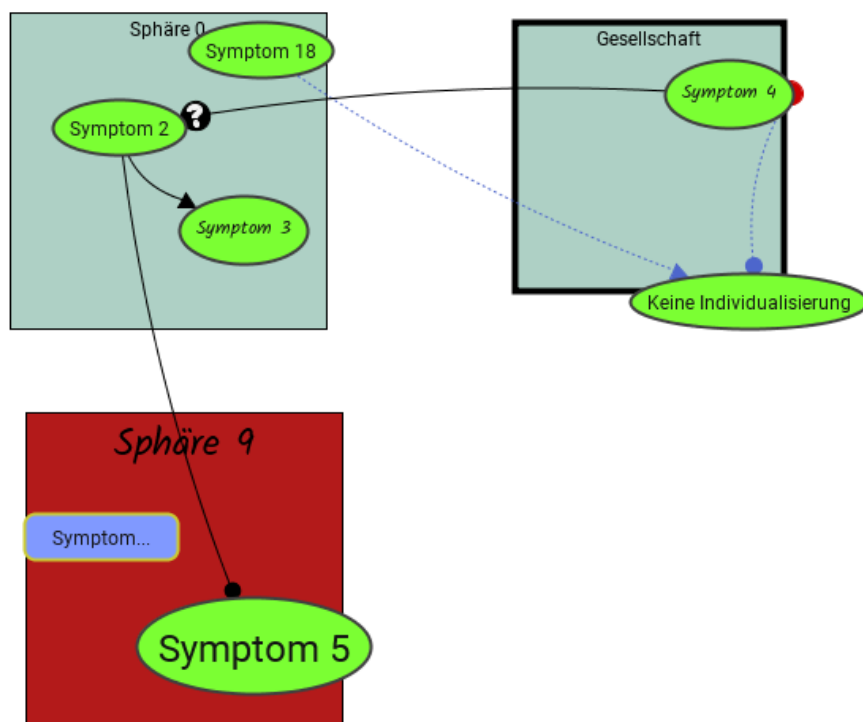 Sphäre 0
Symptom 18
Gesellschaft
Symptom 4
?
Symptom 2
Symptom 3
Keine Individualisierung
Sphäre 9
Symptom...
Symptom 5